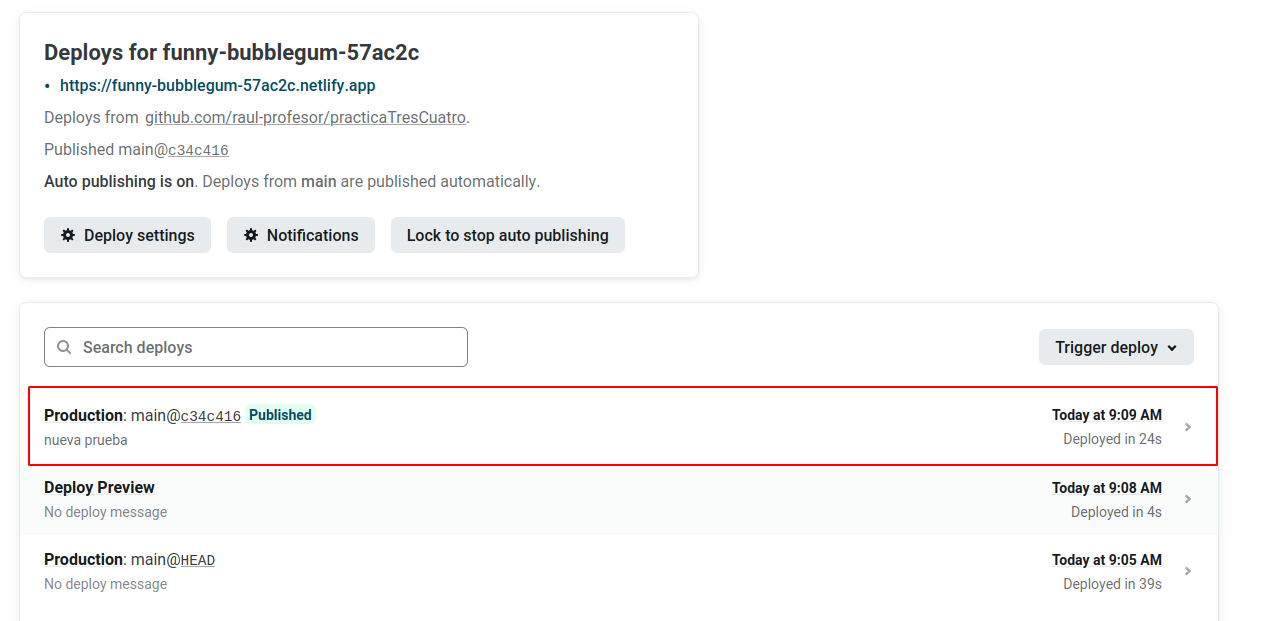 Deploys for funny-bubblegum-57ac2c
• https://funny-bubblegum-57ac2c.netlify.app
Deploys from github.com/raul-profesor/practicaTresCuatro.
Published main@c34c416
Auto publishing is on. Deploys from main are published automatically.
Deploy settings Notifications Lock to stop auto publishing
Search deploys Trigger deploy
Production: main@c34c416 Published Today at 9:09 AM
nueva prueba Deployed in 24s
Deploy Preview Today at 9:08 AM
No deploy message Deployed in 4s
Production: main@HEAD Today at 9:05 AM
No deploy message Deployed in 39s